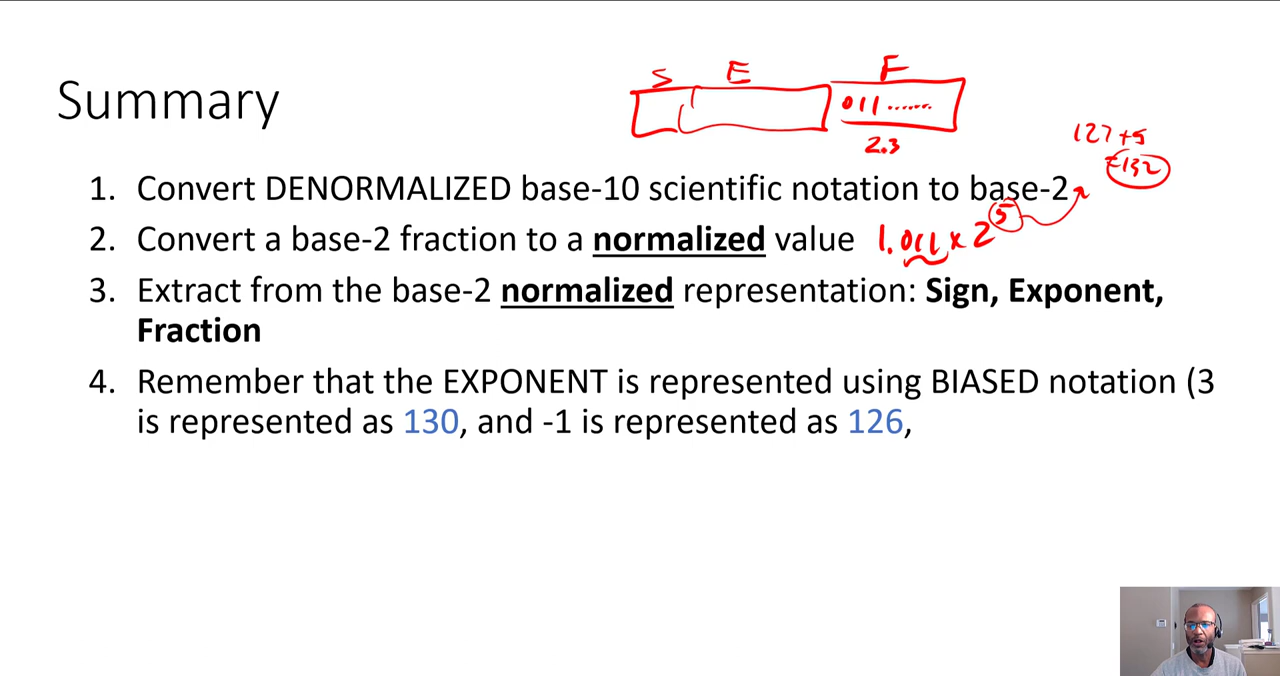 S E F
Summary
011.......
2.3
127+5
=132
1. Convert DENORMALIZED base-10 scientific notation to base-2
2. Convert a base-2 fraction to a normalized value 1.011 x 2^5
3. Extract from the base-2 normalized representation: Sign, Exponent,
Fraction
4. Remember that the EXPONENT is represented using BIASED notation (3
is represented as 130, and -1 is represented as 126,